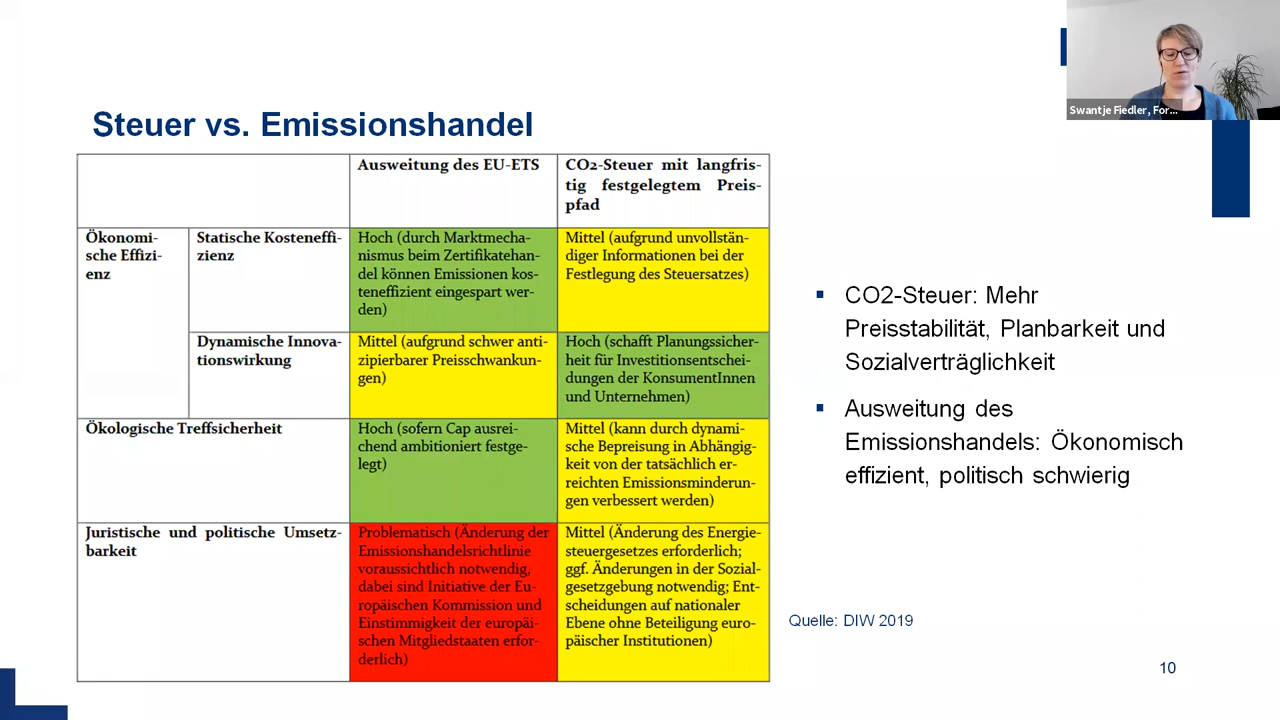 Swantje Fiedler, For...
Steuer vs. Emissionshandel
Ausweitung des EU-ETS
CO2-Steuer mit langfris-
tig festgelegtem Preis-
pfad
Ökonomi-
sche Effizi-
enz
Statische Kosteneffi-
zienz
Hoch (durch Marktmecha-
nismus beim Zertifikatehan-
del können Emissionen kos-
teneffizient eingespart wer-
den)
Mittel (aufgrund unvollstän-
diger Informationen bei der
Festlegung des Steuersatzes)
Dynamische Innova-
tionswirkung
Mittel (aufgrund schwer anti-
zipierbarer Preisschwankun-
gen)
Hoch (schafft Planungssicher-
heit für Investitionsentschei-
dungen der KonsumentInnen
und Unternehmen)
Ökologische Treffsicherheit
Hoch (sofern Cap ausrei-
chend ambitioniert festge-
legt)
Mittel (kann durch dynami-
sche Bepreisung in Abhängig-
keit von der tatsächlich er-
reichten Emissionsminderun-
gen verbessert werden)
Juristische und politische Umsetz-
barkeit
Problematisch (Änderung der
Emissionshandelsrichtlinie
voraussichtlich notwendig,
dabei sind Initiative der Eu-
ropäischen Kommission und
Einstimmigkeit der europäi-
schen Mitgliedstaaten erfor-
derlich)
Mittel (Änderung des Energie-
steuergesetzes erforderlich;
ggf. Änderungen in der Sozial-
gesetzgebung notwendig; Ent-
scheidungen auf nationaler
Ebene ohne Beteiligung euro-
päischer Institutionen)
CO2-Steuer: Mehr
Preisstabilität, Planbarkeit und
Sozialverträglichkeit
Ausweitung des
Emissionshandels: Ökonomisch
effizient, politisch schwierig
Quelle: DIW 2019
10